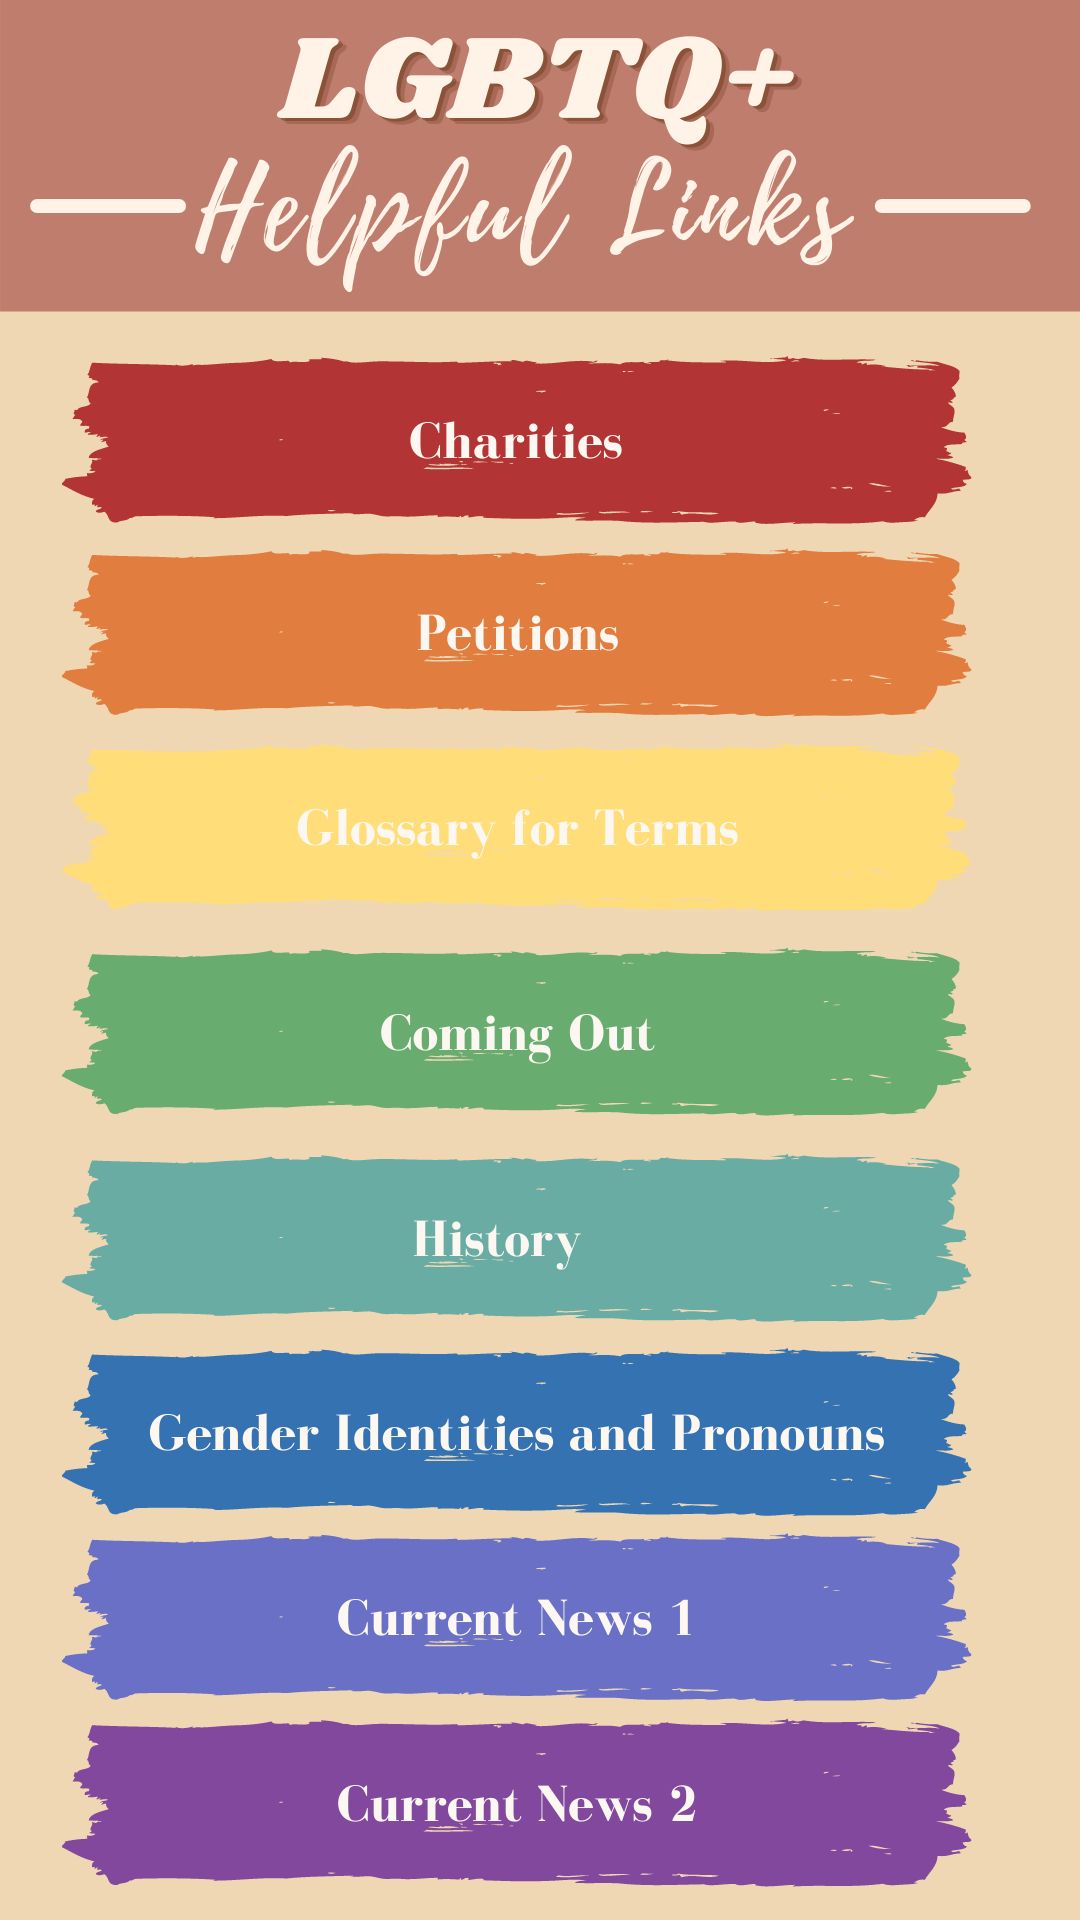 LGBTQ+
Helpful Links
Charities
Petitions
Glossary for Terms
Coming Out
History
Gender Identities and Pronouns
Current News 1
Current News 2